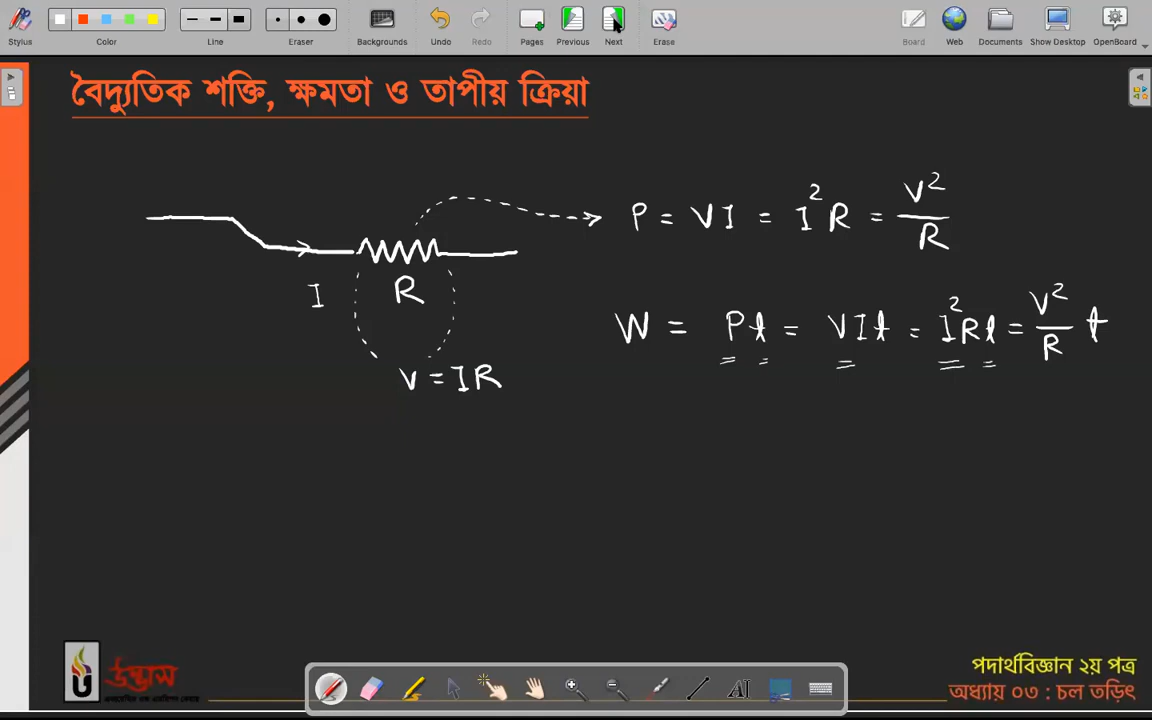 Stylus Color Line Eraser Backgrounds Undo Redo Pages Previous Next Erase Board Web Documents Show Desktop OpenBoard
বৈদ্যুতিক শক্তি, ক্ষমতা ও তাপীয় ক্রিয়া
P = VI = I²R = V²/R
I R
W = Pt = VIt = I²Rt = V²/R t
V = IR
উদ্ভাস
পদার্থবিজ্ঞান ২য় পত্র
অধ্যায় ০৩ : চল তড়িৎ